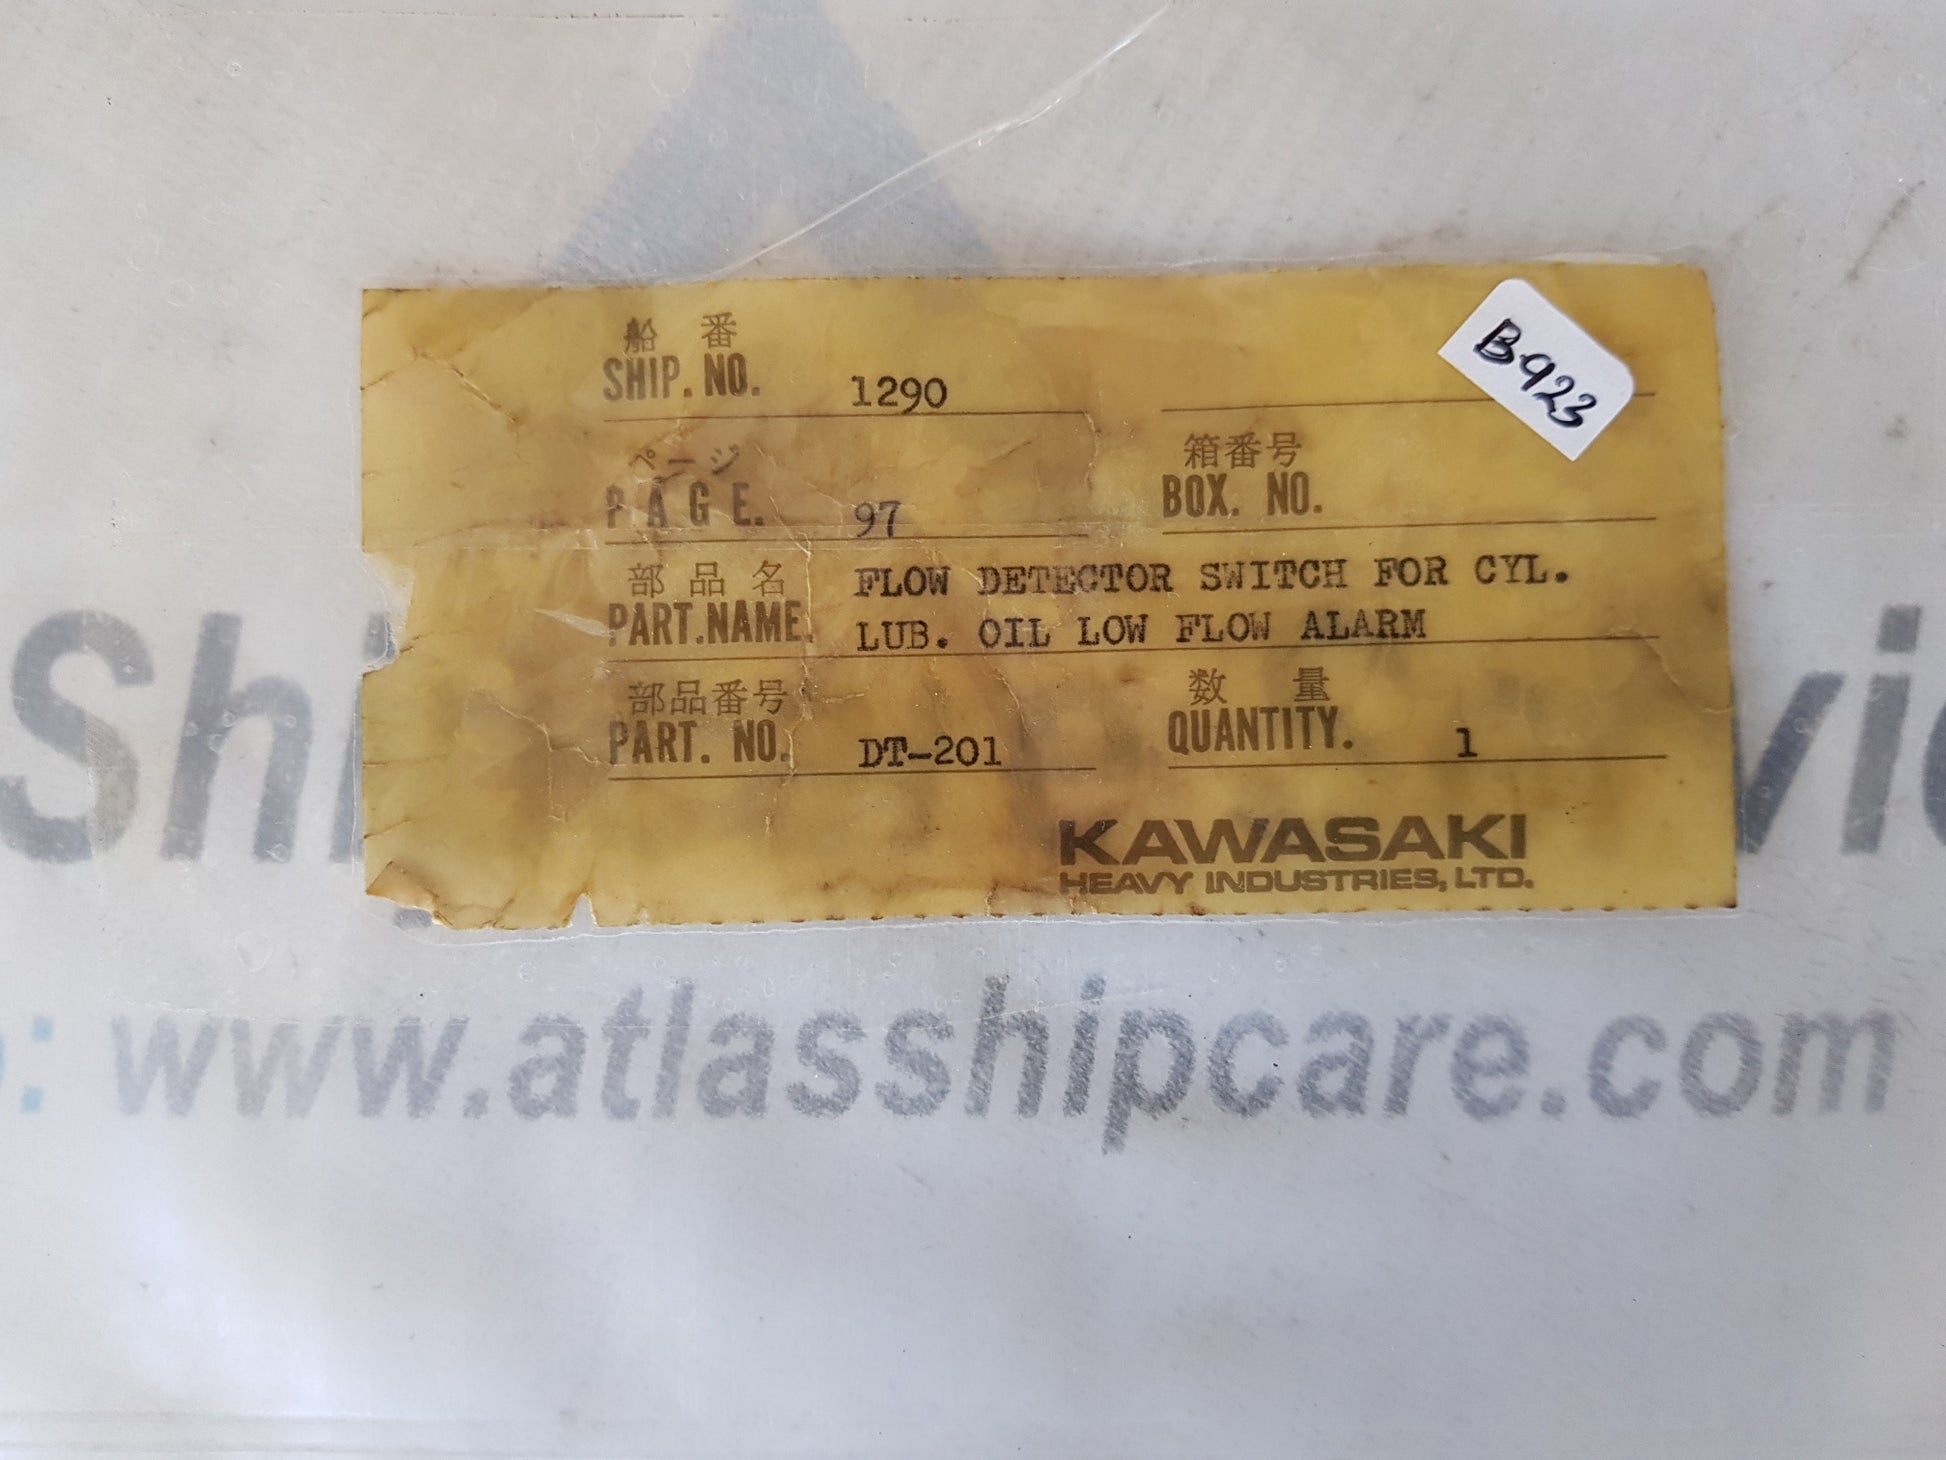 船 番
SHIP. NO. 1290
B-923
ページ
PAGE. 97
箱番号
BOX. NO.
部 品 名
PART. NAME. FLOW DETECTOR SWITCH FOR CYL.
LUB. OIL LOW FLOW ALARM
部品番号
PART. NO. DT-201
数 量
QUANTITY. 1
KAWASAKI
HEAVY INDUSTRIES, LTD.
www.atlasshipcare.com